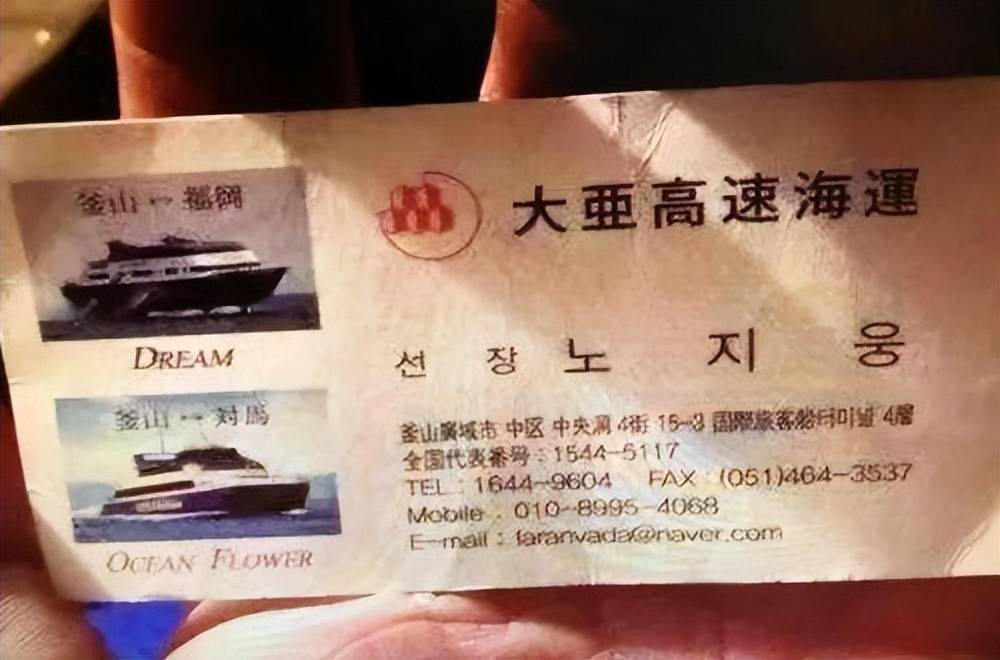 釜山 ↔ 福岡
DREAM
釜山 ↔ 対馬
OCEAN FLOWER
大亜高速海運
선 장 노 지 웅
釜山廣域市 中区 中央洞 4街 15-3 国際旅客船터미널 4層
全国代表番号 : 1544-5117
TEL : 1644-9604 FAX : (051)464-3537
Mobile : 010-8995-4068
E-mail : @naver.com